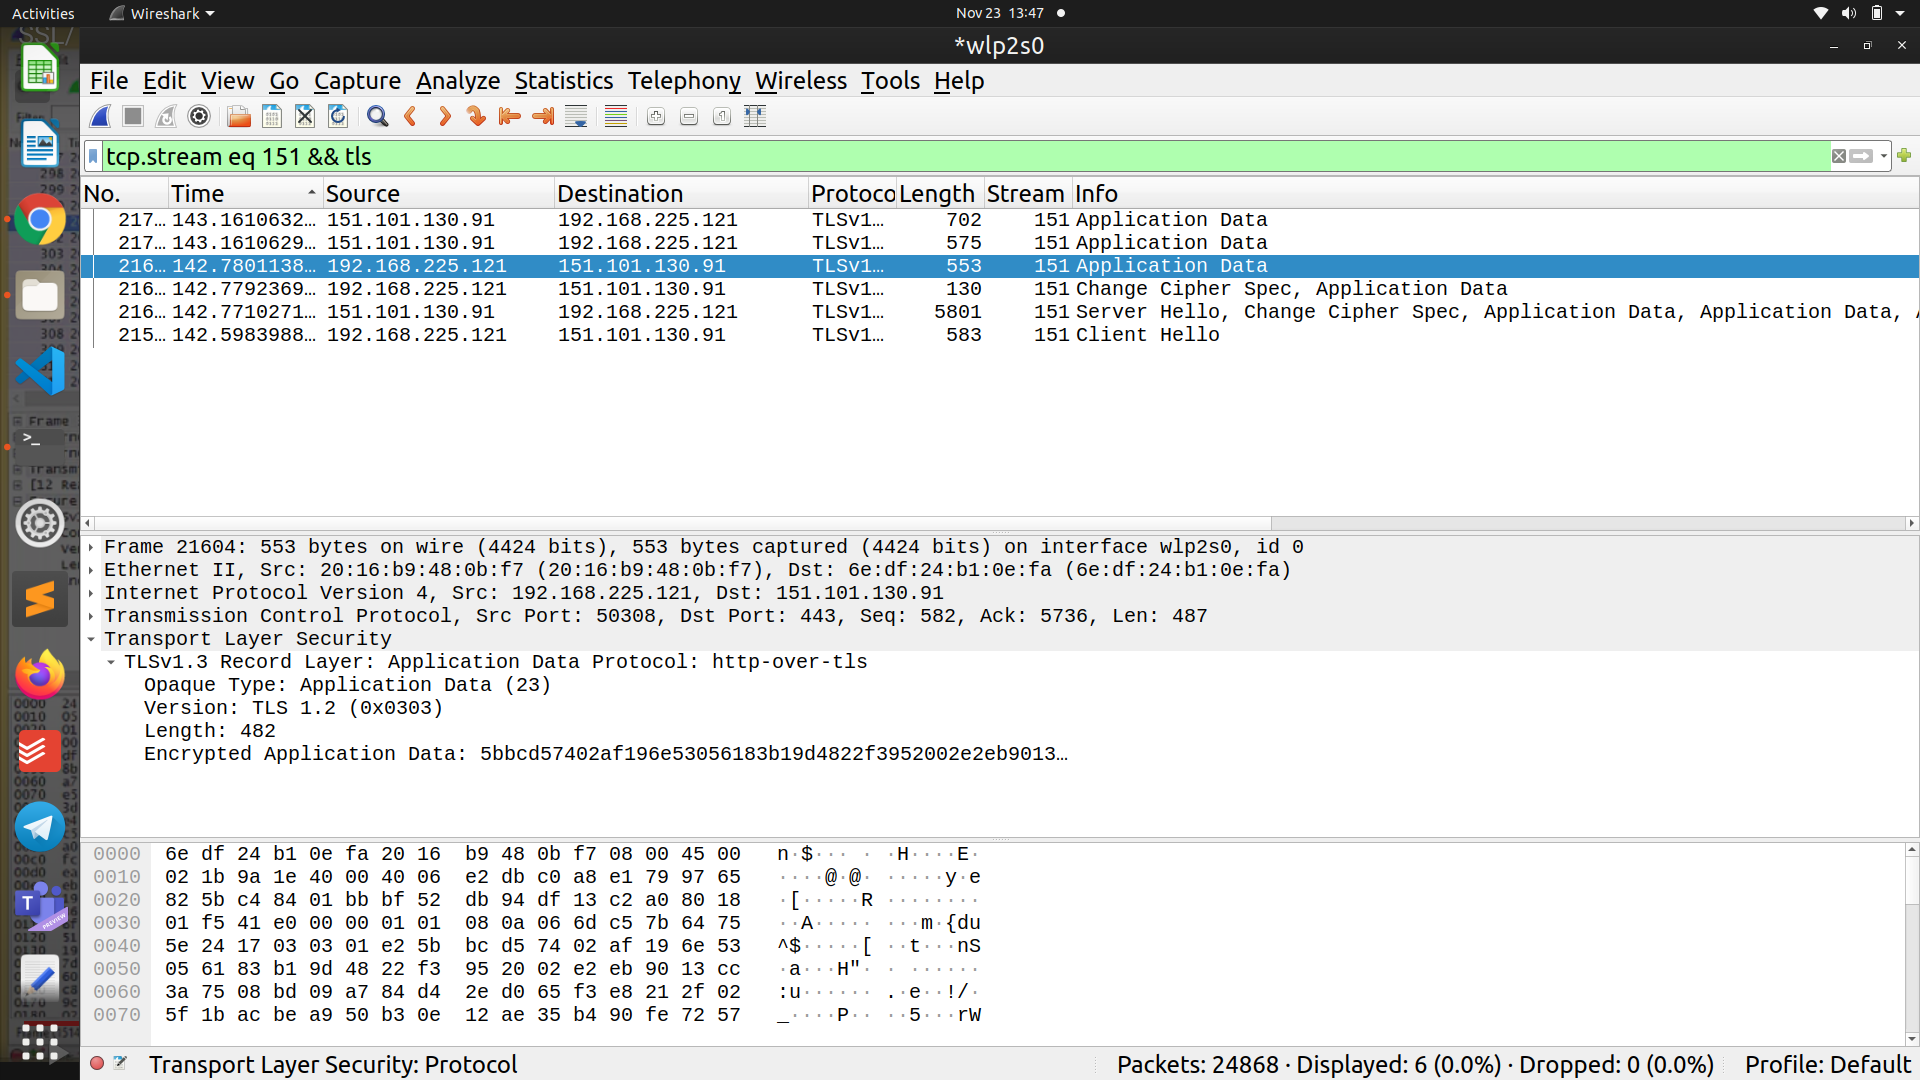 Activities Wireshark Nov 23 13:47
SSL/
*wlp2s0
File Edit View Go Capture Analyze Statistics Telephony Wireless Tools Help
tcp.stream eq 151 && tls
No. Time Source Destination Protoco Length Stream Info
217… 143.1610632… 151.101.130.91 192.168.225.121 TLSv1… 702 151 Application Data
217… 143.1610629… 151.101.130.91 192.168.225.121 TLSv1… 575 151 Application Data
216… 142.7801138… 192.168.225.121 151.101.130.91 TLSv1… 553 151 Application Data
216… 142.7792369… 192.168.225.121 151.101.130.91 TLSv1… 130 151 Change Cipher Spec, Application Data
216… 142.7710271… 151.101.130.91 192.168.225.121 TLSv1… 5801 151 Server Hello, Change Cipher Spec, Application Data, Application Data,
215… 142.5983988… 192.168.225.121 151.101.130.91 TLSv1… 583 151 Client Hello
Frame 21604: 553 bytes on wire (4424 bits), 553 bytes captured (4424 bits) on interface wlp2s0, id 0
Ethernet II, Src: 20:16:b9:48:0b:f7 (20:16:b9:48:0b:f7), Dst: 6e:df:24:b1:0e:fa (6e:df:24:b1:0e:fa)
Internet Protocol Version 4, Src: 192.168.225.121, Dst: 151.101.130.91
Transmission Control Protocol, Src Port: 50308, Dst Port: 443, Seq: 582, Ack: 5736, Len: 487
Transport Layer Security
TLSv1.3 Record Layer: Application Data Protocol: http-over-tls
Opaque Type: Application Data (23)
Version: TLS 1.2 (0x0303)
Length: 482
Encrypted Application Data: 5bbcd57402af196e53056183b19d4822f3952002e2eb9013…
0000 6e df 24 b1 0e fa 20 16 b9 48 0b f7 08 00 45 00 n·$··· · ·H····E·
0010 02 1b 9a 1e 40 00 40 06 e2 db c0 a8 e1 79 97 65 ····@·@· ·····y·e
0020 82 5b c4 84 01 bb bf 52 db 94 df 13 c2 a0 80 18 ·[·····R ········
0030 01 f5 41 e0 00 00 01 01 08 0a 06 6d c5 7b 64 75 ··A····· ···m·{du
0040 5e 24 17 03 03 01 e2 5b bc d5 74 02 af 19 6e 53 ^$·····[ ··t···nS
0050 05 61 83 b1 9d 48 22 f3 95 20 02 e2 eb 90 13 cc ·a···H"· · ······
0060 3a 75 08 bd 09 a7 84 d4 2e d0 65 f3 e8 21 2f 02 :u······ .·e··!/·
0070 5f 1b ac be a9 50 b3 0e 12 ae 35 b4 90 fe 72 57 _····P·· ··5···rW
Transport Layer Security: Protocol Packets: 24868 · Displayed: 6 (0.0%) · Dropped: 0 (0.0%) Profile: Default